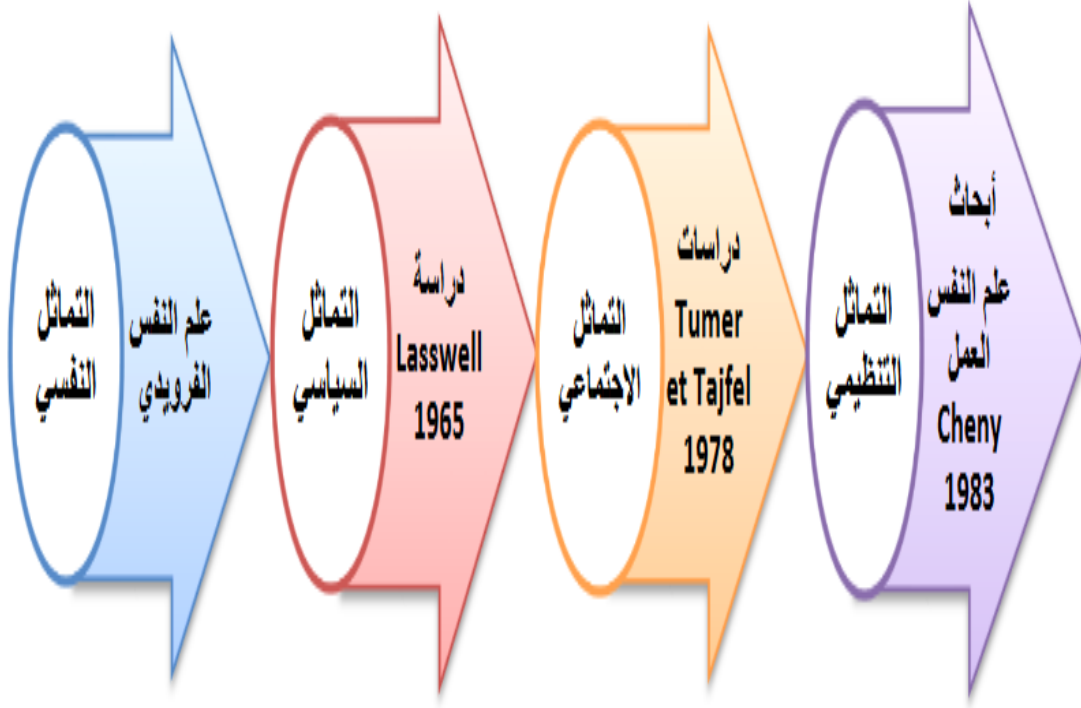 التماثل
النفسي
علم النفس
الفرويدي
التماثل
السياسي
دراسة
Lasswell
1965
التماثل
الاجتماعي
دراسات
Tumer
et Tajfel
1978
التماثل
التنظيمي
أبحاث
علم النفس
العمل
Cheny
1983